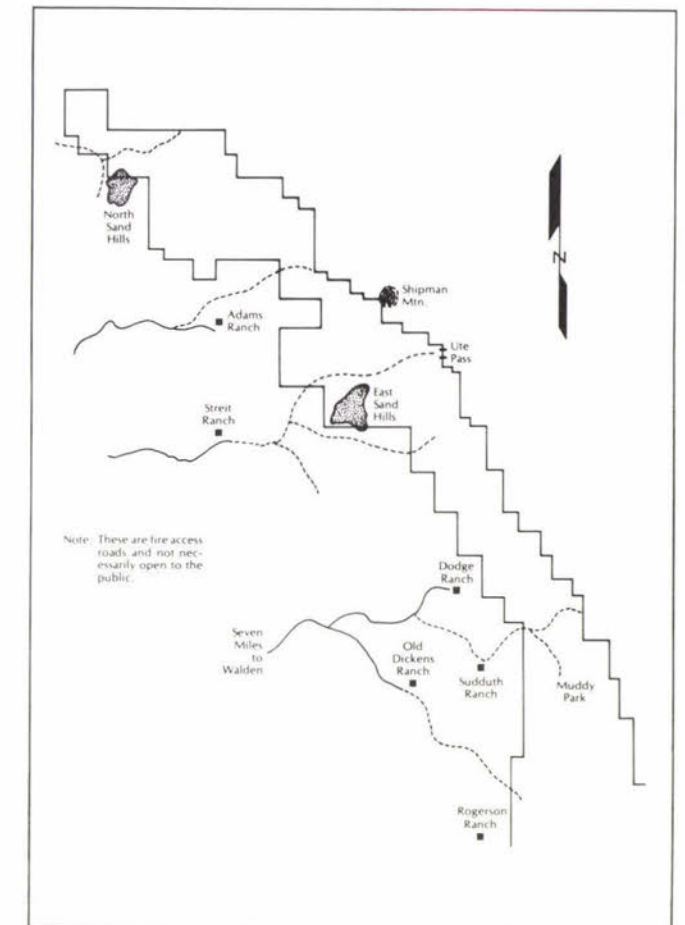 North
Sand
Hills
Shipman
Mtn.
N
Adams
Ranch
Ute
Pass
East
Sand
Hills
Streit
Ranch
Note: These are fire access
roads and not nec-
essarily open to the
public.
Dodge
Ranch
Seven
Miles
to
Walden
Old
Dickens
Ranch
Sudduth
Ranch
Muddy
Park
Rogerson
Ranch